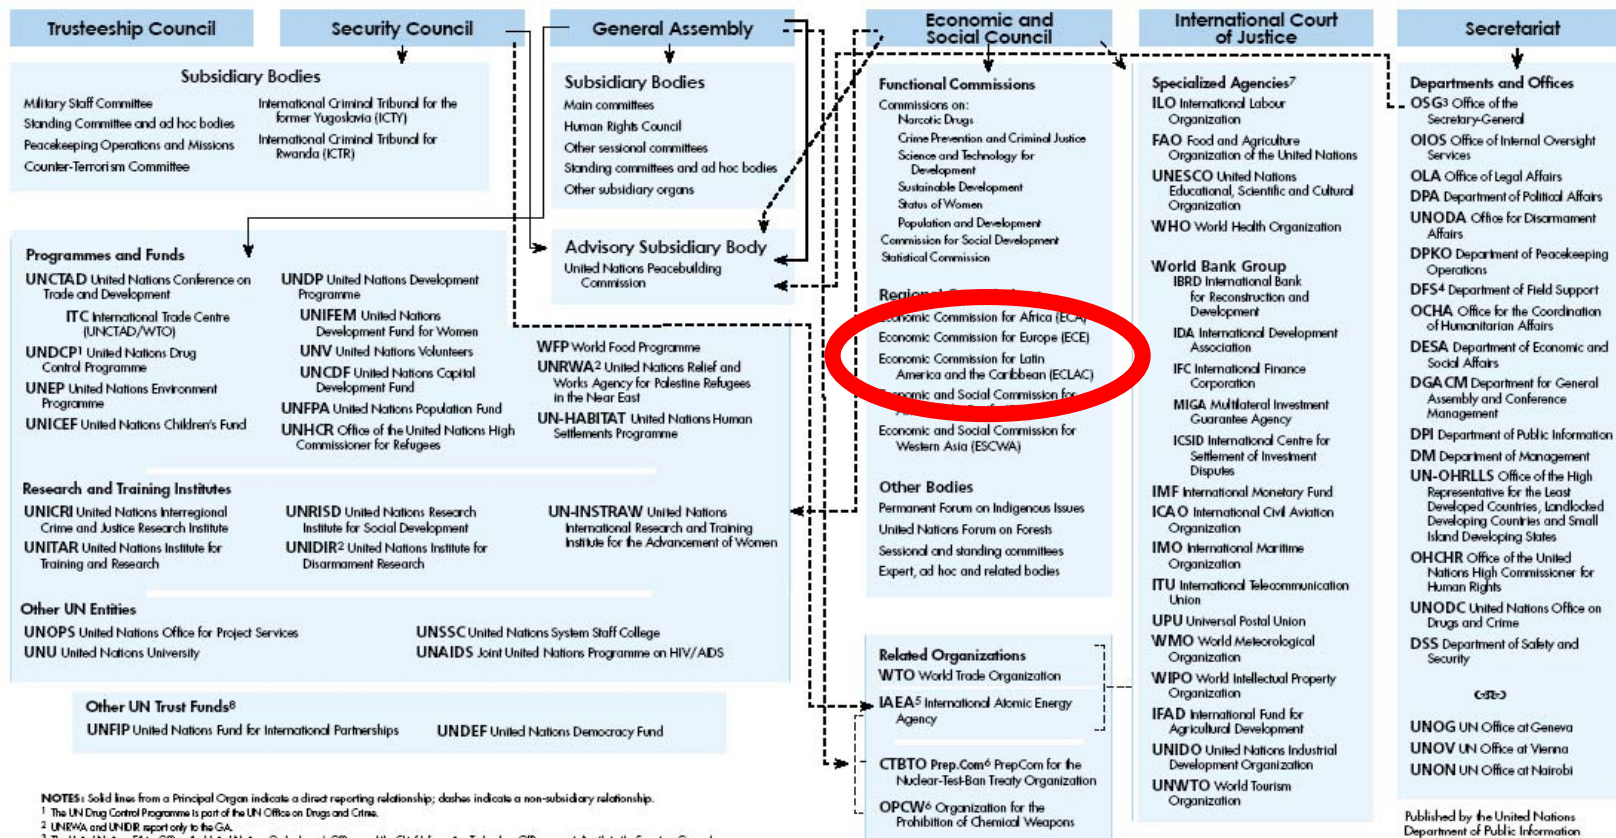 Trusteeship Council
Security Council
General Assembly
Economic and
Social Council
International Court
of Justice
Secretariat
Subsidiary Bodies
Military Staff Committee
Standing Committee and ad hoc bodies
Peacekeeping Operations and Missions
Counter-Terrorism Committee
International Criminal Tribunal for the
former Yugoslavia (ICTY)
International Criminal Tribunal for
Rwanda (ICTR)
Subsidiary Bodies
Main committees
Human Rights Council
Other sessional committees
Standing committees and ad hoc bodies
Other subsidiary organs
Advisory Subsidiary Body
United Nations Peacebuilding
Commission
Programmes and Funds
UNCTAD United Nations Conference on
Trade and Development
ITC International Trade Centre
(UNCTAD/WTO)
UNDCP¹ United Nations Drug
Control Programme
UNEP United Nations Environment
Programme
UNICEF United Nations Children's Fund
UNDP United Nations Development
Programme
UNIFEM United Nations
Development Fund for Women
UNV United Nations Volunteers
UNCDF United Nations Capital
Development Fund
UNFPA United Nations Population Fund
UNHCR Office of the United Nations High
Commissioner for Refugees
WFP World Food Programme
UNRWA² United Nations Relief and
Works Agency for Palestine Refugees
in the Near East
UN-HABITAT United Nations Human
Settlements Programme
Research and Training Institutes
UNICRI United Nations Interregional
Crime and Justice Research Institute
UNITAR United Nations Institute for
Training and Research
UNRISD United Nations Research
Institute for Social Development
UNIDIR² United Nations Institute for
Disarmament Research
UN-INSTRAW United Nations
International Research and Training
Institute for the Advancement of Women
Other UN Entities
UNOPS United Nations Office for Project Services
UNU United Nations University
UNSSC United Nations System Staff College
UNAIDS Joint United Nations Programme on HIV/AIDS
Other UN Trust Funds⁸
UNFIP United Nations Fund for International Partnerships
UNDEF United Nations Democracy Fund
Functional Commissions
Commissions on:
Narcotic Drugs
Crime Prevention and Criminal Justice
Science and Technology for
Development
Sustainable Development
Status of Women
Population and Development
Commission for Social Development
Statistical Commission
Regional
Economic Commission for Africa (ECA)
Economic Commission for Europe (ECE)
Economic Commission for Latin
America and the Caribbean (ECLAC)
Economic and Social Commission for
Economic and Social Commission for
Western Asia (ESCWA)
Other Bodies
Permanent Forum on Indigenous Issues
United Nations Forum on Forests
Sessional and standing committees
Expert, ad hoc and related bodies
Related Organizations
WTO World Trade Organization
IAEA⁵ International Atomic Energy
Agency
CTBTO Prep.Com⁶ PrepCom for the
Nuclear-Test-Ban Treaty Organization
OPCW⁶ Organization for the
Prohibition of Chemical Weapons
Specialized Agencies⁷
ILO International Labour
Organization
FAO Food and Agriculture
Organization of the United Nations
UNESCO United Nations
Educational, Scientific and Cultural
Organization
WHO World Health Organization
World Bank Group
IBRD International Bank
for Reconstruction and
Development
IDA International Development
Association
IFC International Finance
Corporation
MIGA Multilateral Investment
Guarantee Agency
ICSID International Centre for
Settlement of Investment
Disputes
IMF International Monetary Fund
ICAO International Civil Aviation
Organization
IMO International Maritime
Organization
ITU International Telecommunication
Union
UPU Universal Postal Union
WMO World Meteorological
Organization
WIPO World Intellectual Property
Organization
IFAD International Fund for
Agricultural Development
UNIDO United Nations Industrial
Development Organization
UNWTO World Tourism
Organization
Departments and Offices
OSG³ Office of the
Secretary-General
OIOS Office of Internal Oversight
Services
OLA Office of Legal Affairs
DPA Department of Political Affairs
UNODA Office for Disarmament
Affairs
DPKO Department of Peacekeeping
Operations
DFS⁴ Department of Field Support
OCHA Office for the Coordination
of Humanitarian Affairs
DESA Department of Economic and
Social Affairs
DGACM Department for General
Assembly and Conference
Management
DPI Department of Public Information
DM Department of Management
UN-OHRLLS Office of the High
Representative for the Least
Developed Countries, Landlocked
Developing Countries and Small
Island Developing States
OHCHR Office of the United
Nations High Commissioner for
Human Rights
UNODC United Nations Office on
Drugs and Crime
DSS Department of Safety and
Security
UNOG UN Office at Geneva
UNOV UN Office at Vienna
UNON UN Office at Nairobi
NOTES: Solid lines from a Principal Organ indicate a direct reporting relationship; dashes indicate a non-subsidiary relationship.
¹ The UN Drug Control Programme is part of the UN Office on Drugs and Crime.
² UNRWA and UNIDIR report only to the GA.
Published by the United Nations
Department of Public Information